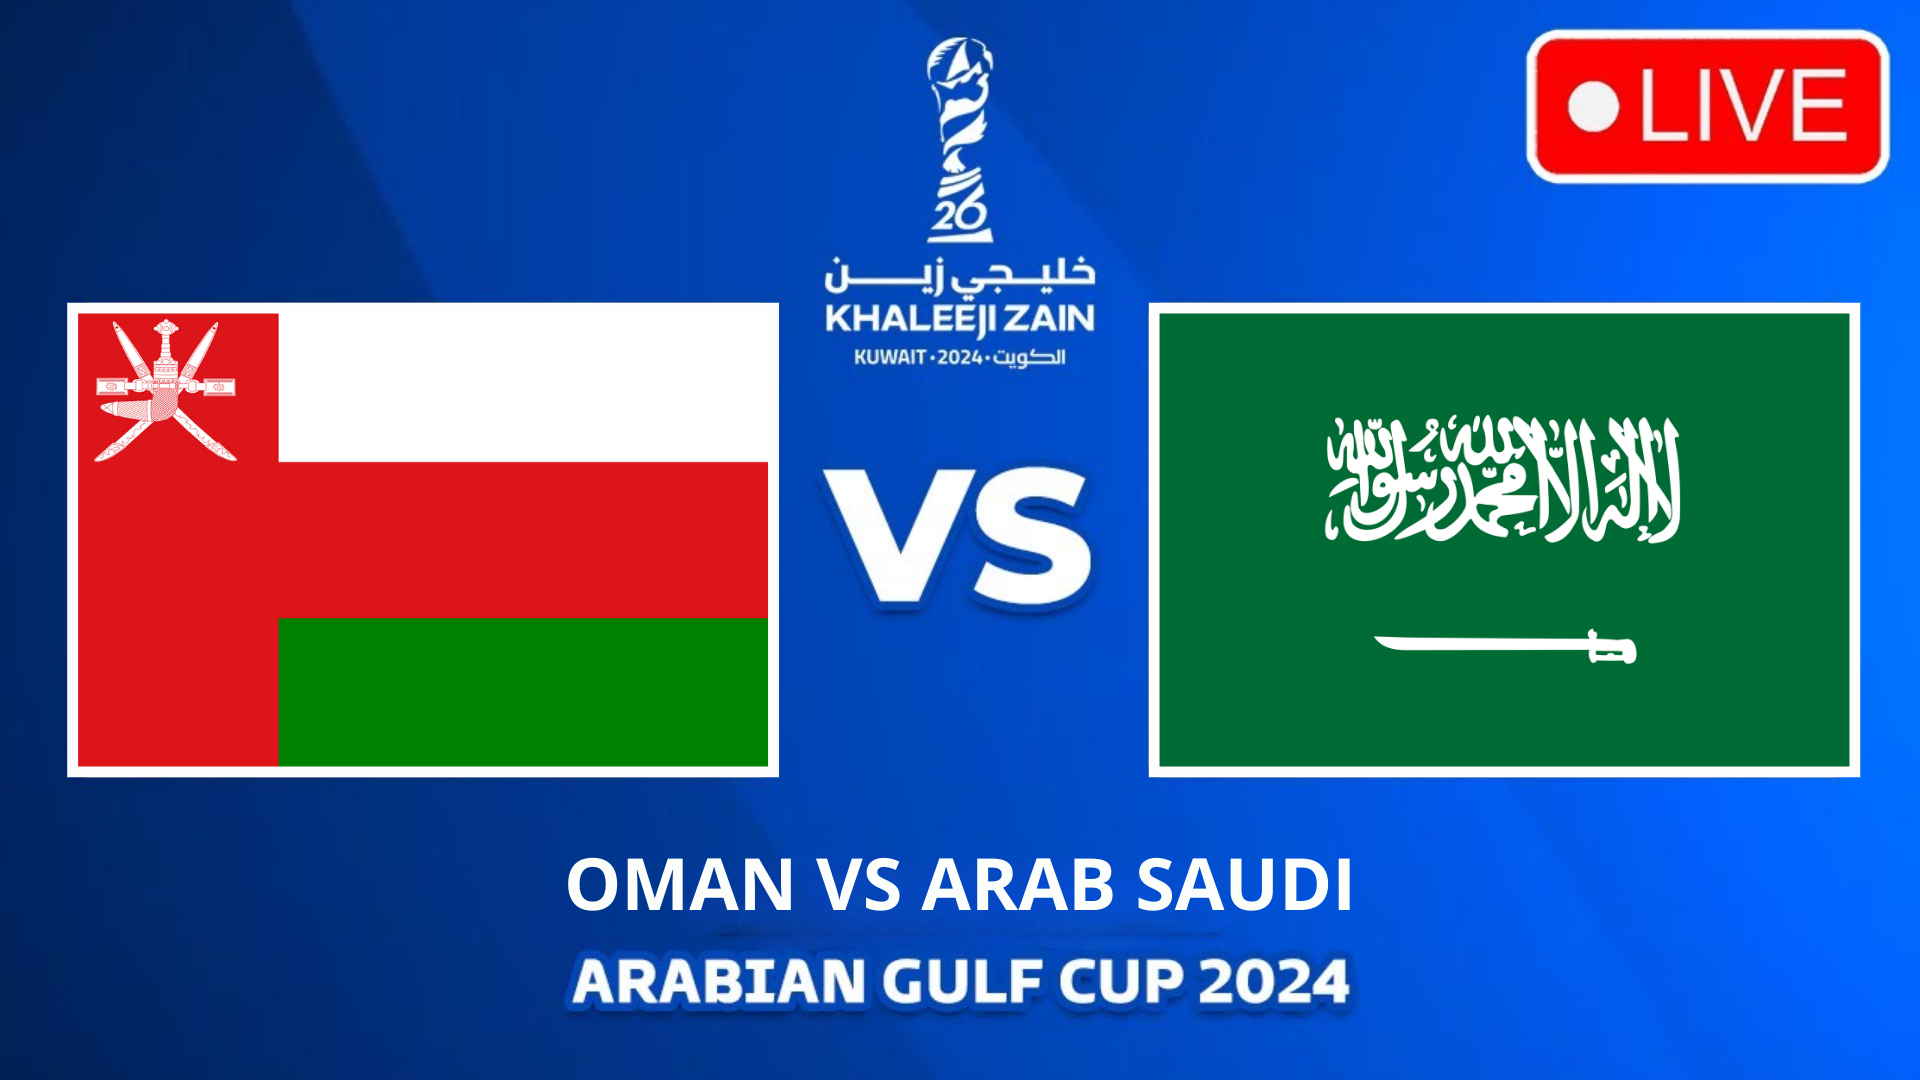 LIVE
26
خليجي زين
KHALEEJI ZAIN
KUWAIT • 2024 • الكويت
لا إله إلا الله محمد رسول الله
VS
OMAN VS ARAB SAUDI
ARABIAN GULF CUP 2024